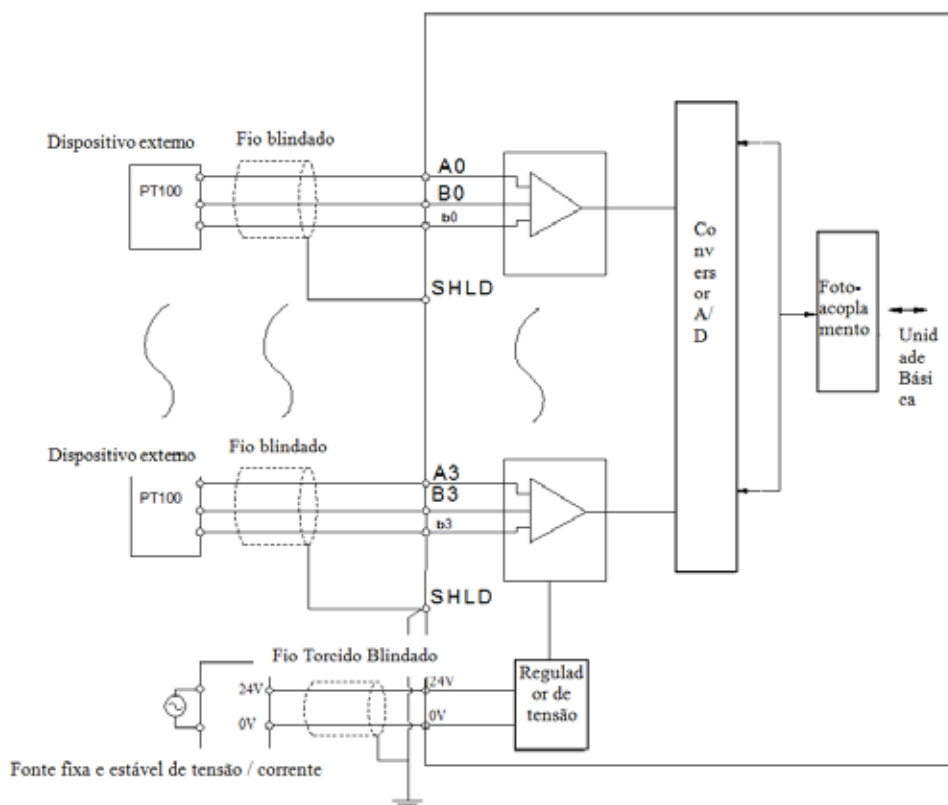 Dispositivo externo
Fio blindado
PT100
A0
B0
b0
SHLD
Co
nvers
or
A/
D
Foto-
acopla
mento
Unid
ade
Bási
ca
Dispositivo externo
Fio blindado
PT100
A3
B3
b3
SHLD
Fio Torcido Blindado
24V
24V
0V
0V
Regulad
or de
tensão
Fonte fixa e estável de tensão / corrente